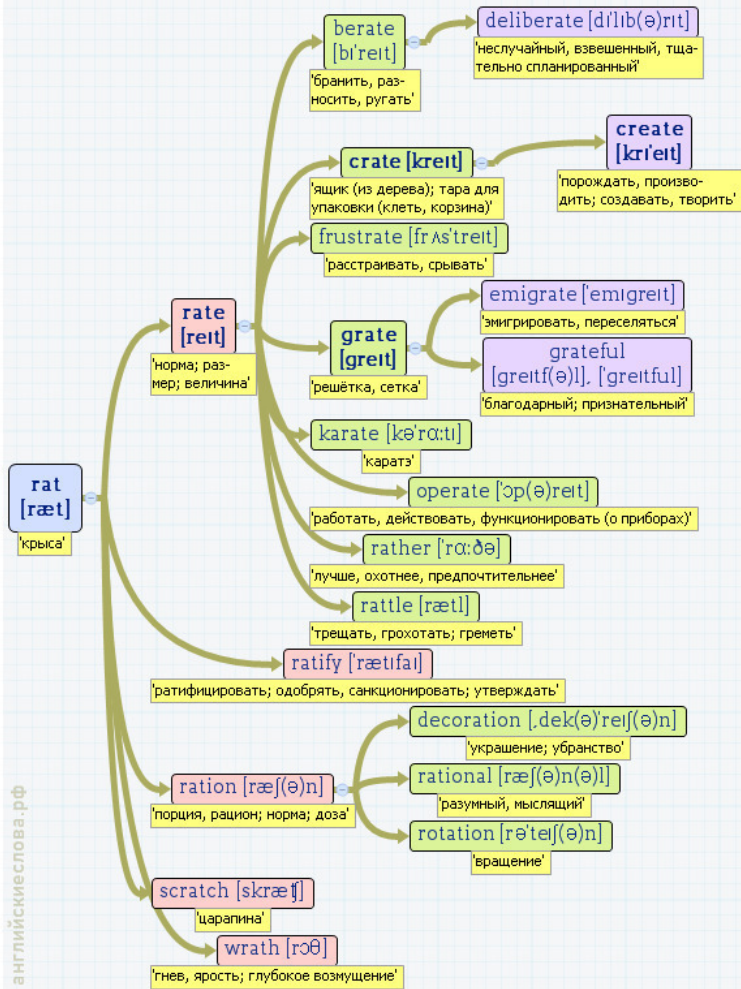 berate
[bɪ'reɪt]
'бранить, раз-
носить, ругать'
deliberate [dɪ'lɪb(ə)rɪt]
'неслучайный, взвешенный, тща-
тельно спланированный'
crate [kreɪt]
'ящик (из дерева); тара для
упаковки (клеть, корзина)'
create
[krɪ'eɪt]
'порождать, произво-
дить; создавать, творить'
frustrate [frʌs'treɪt]
'расстраивать, срывать'
rate
[reɪt]
'норма; раз-
мер; величина'
grate
[greɪt]
'решётка, сетка'
emigrate ['emɪgreɪt]
'эмигрировать, переселяться'
grateful
[greɪtf(ə)l], ['greɪtful]
'благодарный; признательный'
karate [kə'rɑ:tɪ]
'каратэ'
rat
[ræt]
'крыса'
operate ['ɔp(ə)reɪt]
'работать, действовать, функционировать (о приборах)'
rather ['rɑ:ðə]
'лучше, охотнее, предпочтительнее'
rattle [rætl]
'трещать, грохотать; греметь'
ratify ['rætɪfaɪ]
'ратифицировать; одобрять, санкционировать; утверждать'
ration [ræʃ(ə)n]
'порция, рацион; норма; доза'
decoration [ˌdek(ə)'reɪʃ(ə)n]
'украшение; убранство'
rational [ræʃ(ə)n(ə)l]
'разумный, мыслящий'
rotation [rə'teɪʃ(ə)n]
'вращение'
scratch [skræʧ]
'царапина'
wrath [rɔθ]
'гнев, ярость; глубокое возмущение'
английскиеслова.рф